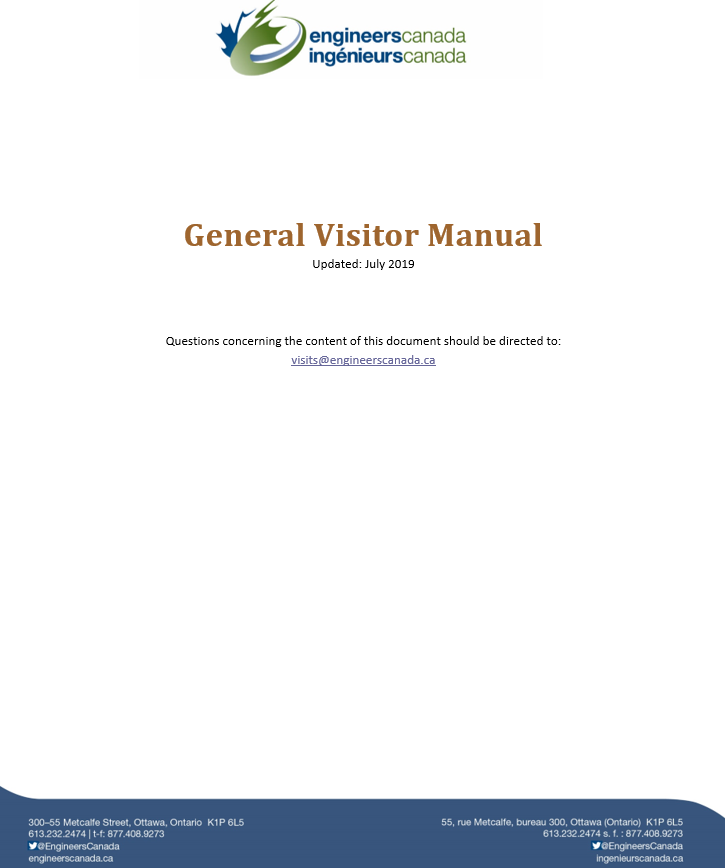 engineerscanada
ingénieurscanada
General Visitor Manual
Updated: July 2019
Questions concerning the content of this document should be directed to:
visits@engineerscanada.ca
300–55 Metcalfe Street, Ottawa, Ontario K1P 6L5
613.232.2474 | t-f: 877.408.9273
@EngineersCanada
engineerscanada.ca
55, rue Metcalfe, bureau 300, Ottawa (Ontario) K1P 6L5
613.232.2474 s. f. : 877.408.9273
@EngineersCanada
ingenieurscanada.ca